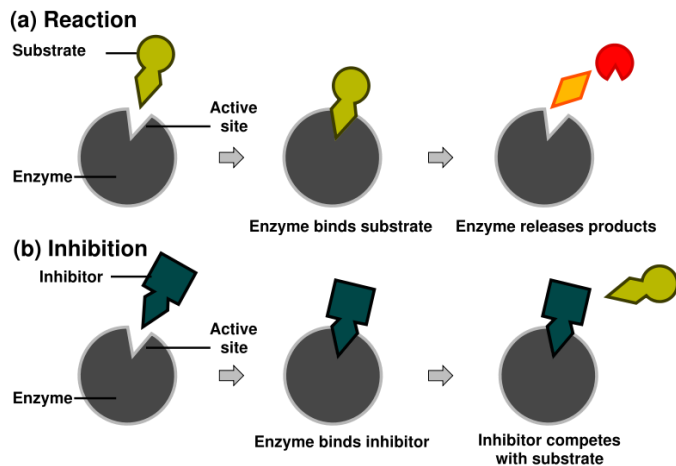 (a) Reaction
Substrate
Active
site
Enzyme
Enzyme binds substrate
Enzyme releases products
(b) Inhibition
Inhibitor
Active
site
Enzyme
Enzyme binds inhibitor
Inhibitor competes
with substrate